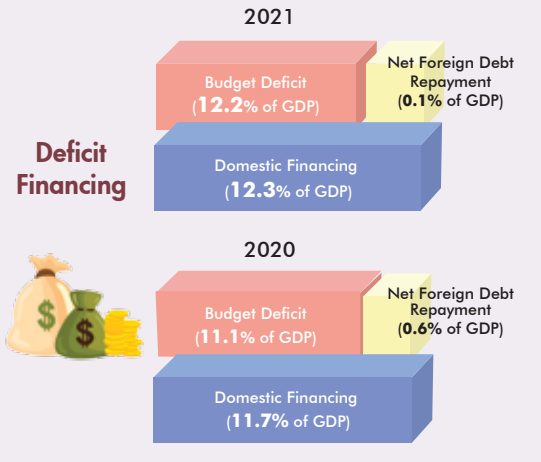 2021
Budget Deficit
(12.2% of GDP)
Net Foreign Debt
Repayment
(0.1% of GDP)
Domestic Financing
(12.3% of GDP)
Deficit
Financing
2020
Budget Deficit
(11.1% of GDP)
Net Foreign Debt
Repayment
(0.6% of GDP)
$
$
Domestic Financing
(11.7% of GDP)